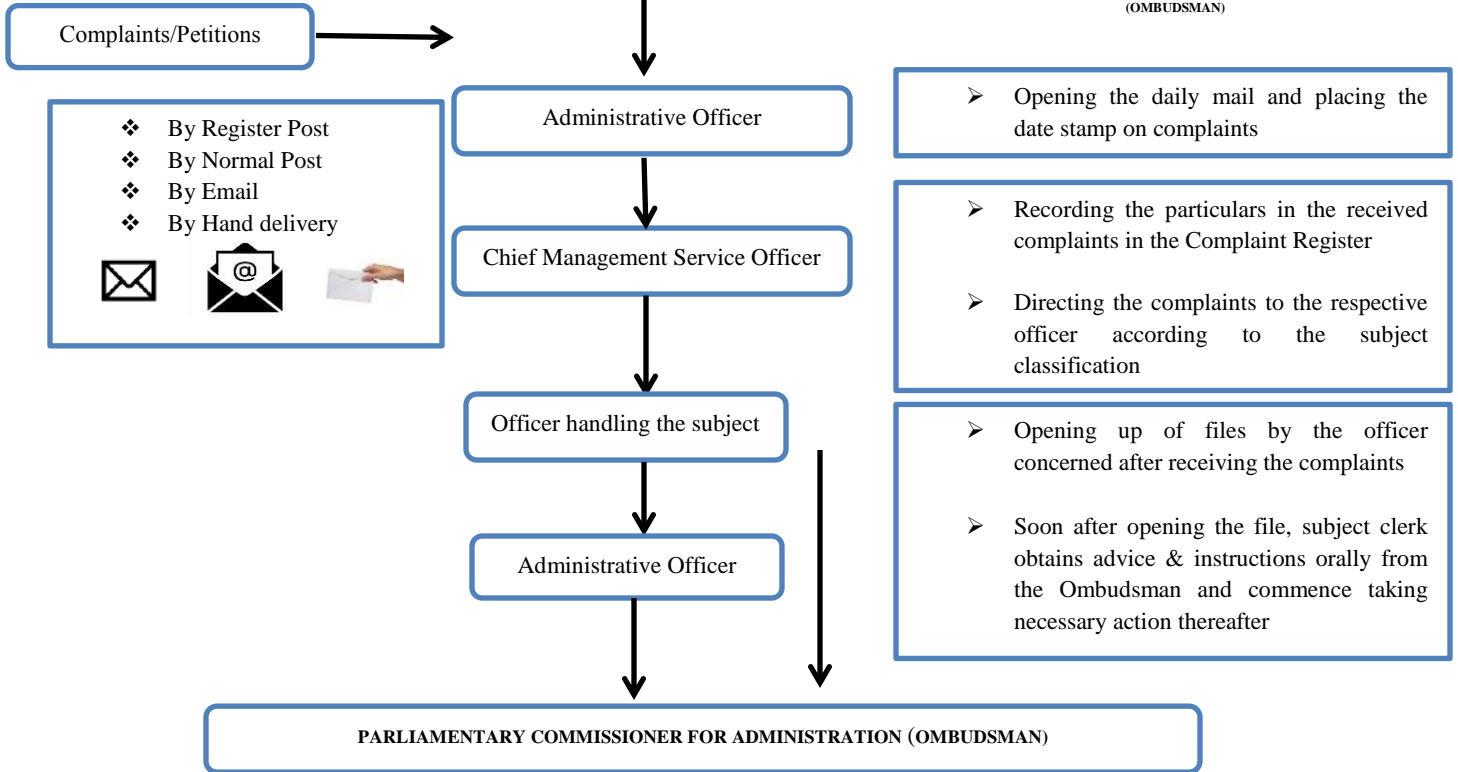 (OMBUDSMAN)
Complaints/Petitions
❖ By Register Post
❖ By Normal Post
❖ By Email
❖ By Hand delivery
@
Administrative Officer
➢ Opening the daily mail and placing the
date stamp on complaints
Chief Management Service Officer
➢ Recording the particulars in the received
complaints in the Complaint Register
➢ Directing the complaints to the respective
officer according to the subject
classification
Officer handling the subject
➢ Opening up of files by the officer
concerned after receiving the complaints
➢ Soon after opening the file, subject clerk
obtains advice & instructions orally from
the Ombudsman and commence taking
necessary action thereafter
Administrative Officer
PARLIAMENTARY COMMISSIONER FOR ADMINISTRATION (OMBUDSMAN)